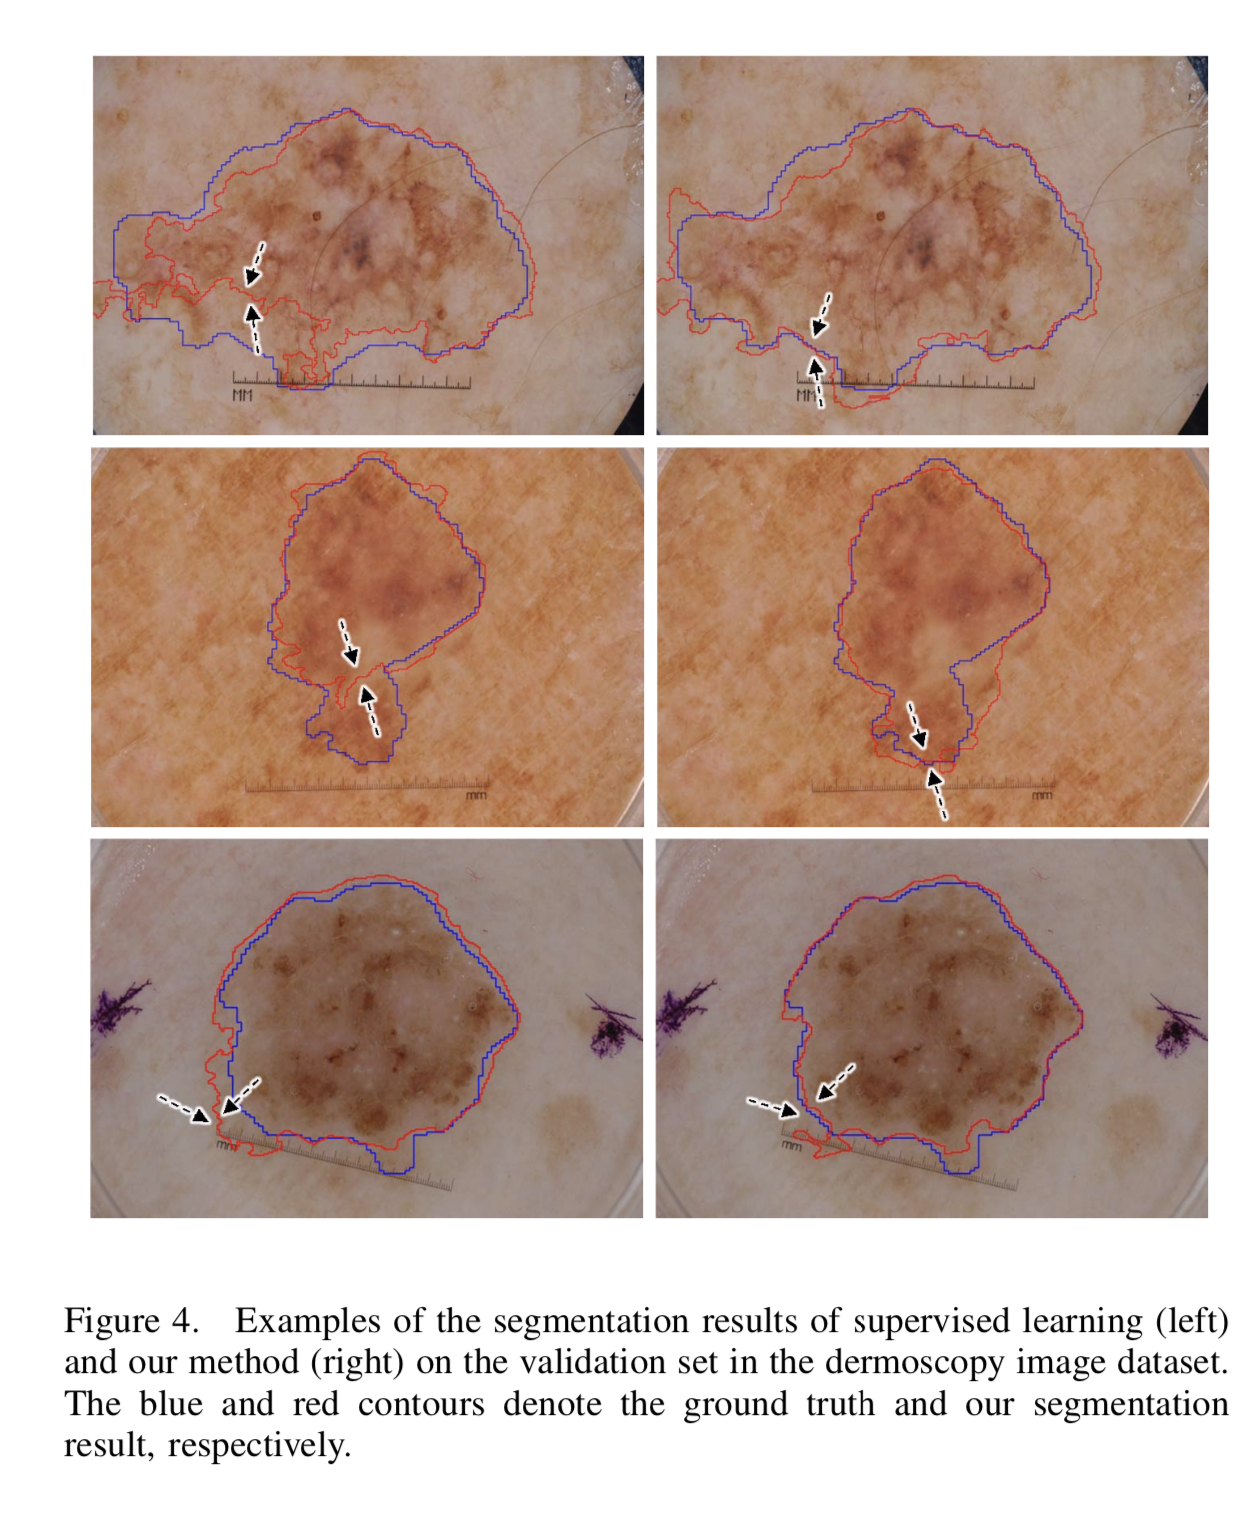 MM
MM
mm
mm
mm
mm
Figure 4. Examples of the segmentation results of supervised learning (left)
and our method (right) on the validation set in the dermoscopy image dataset.
The blue and red contours denote the ground truth and our segmentation
result, respectively.